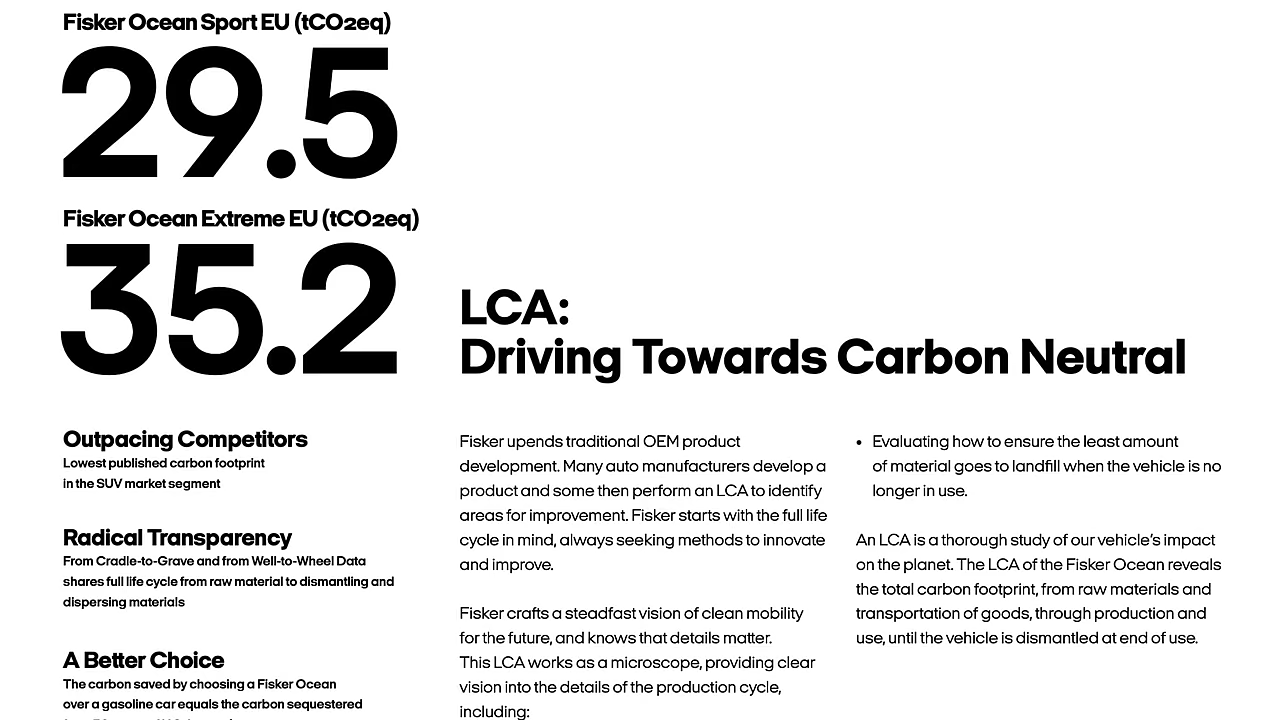 Fisker Ocean Sport EU (tCO2eq)
29.5
Fisker Ocean Extreme EU (tCO2eq)
35.2
Outpacing Competitors
Lowest published carbon footprint
in the SUV market segment
Radical Transparency
From Cradle-to-Grave and from Well-to-Wheel Data
shares full life cycle from raw material to dismantling and
dispersing materials
A Better Choice
The carbon saved by choosing a Fisker Ocean
over a gasoline car equals the carbon sequestered
LCA:
Driving Towards Carbon Neutral
Fisker upends traditional OEM product
development. Many auto manufacturers develop a
product and some then perform an LCA to identify
areas for improvement. Fisker starts with the full life
cycle in mind, always seeking methods to innovate
and improve.
Fisker crafts a steadfast vision of clean mobility
for the future, and knows that details matter.
This LCA works as a microscope, providing clear
vision into the details of the production cycle,
including:
• Evaluating how to ensure the least amount
of material goes to landfill when the vehicle is no
longer in use.
An LCA is a thorough study of our vehicle's impact
on the planet. The LCA of the Fisker Ocean reveals
the total carbon footprint, from raw materials and
transportation of goods, through production and
use, until the vehicle is dismantled at end of use.